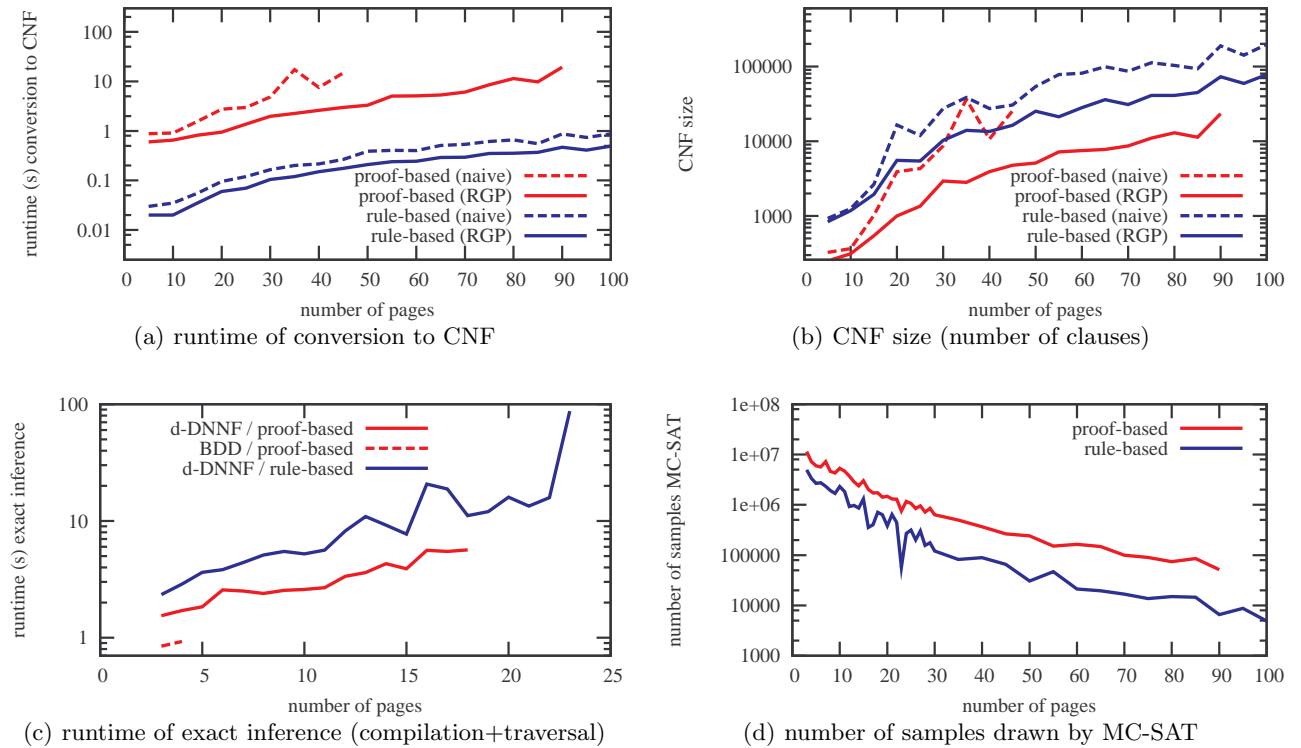 runtime (s) conversion to CNF
100
10
1
0.1
0.01
proof-based (naive)
proof-based (RGP)
rule-based (naive)
rule-based (RGP)
0 10 20 30 40 50 60 70 80 90 100
number of pages
(a) runtime of conversion to CNF
CNF size
100000
10000
1000
proof-based (naive)
proof-based (RGP)
rule-based (naive)
rule-based (RGP)
0 10 20 30 40 50 60 70 80 90 100
number of pages
(b) CNF size (number of clauses)
runtime (s) exact inference
100
10
1
d-DNNF / proof-based
BDD / proof-based
d-DNNF / rule-based
0 5 10 15 20 25
number of pages
(c) runtime of exact inference (compilation+traversal)
number of samples MC-SAT
1e+08
1e+07
1e+06
100000
10000
1000
proof-based
rule-based
0 10 20 30 40 50 60 70 80 90 100
number of pages
(d) number of samples drawn by MC-SAT